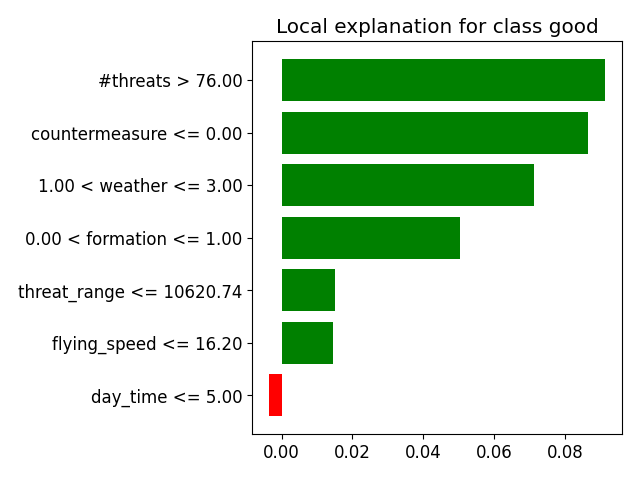 Local explanation for class good
#threats > 76.00
countermeasure <= 0.00
1.00 < weather <= 3.00
0.00 < formation <= 1.00
threat_range <= 10620.74
flying_speed <= 16.20
day_time <= 5.00
0.00 0.02 0.04 0.06 0.08